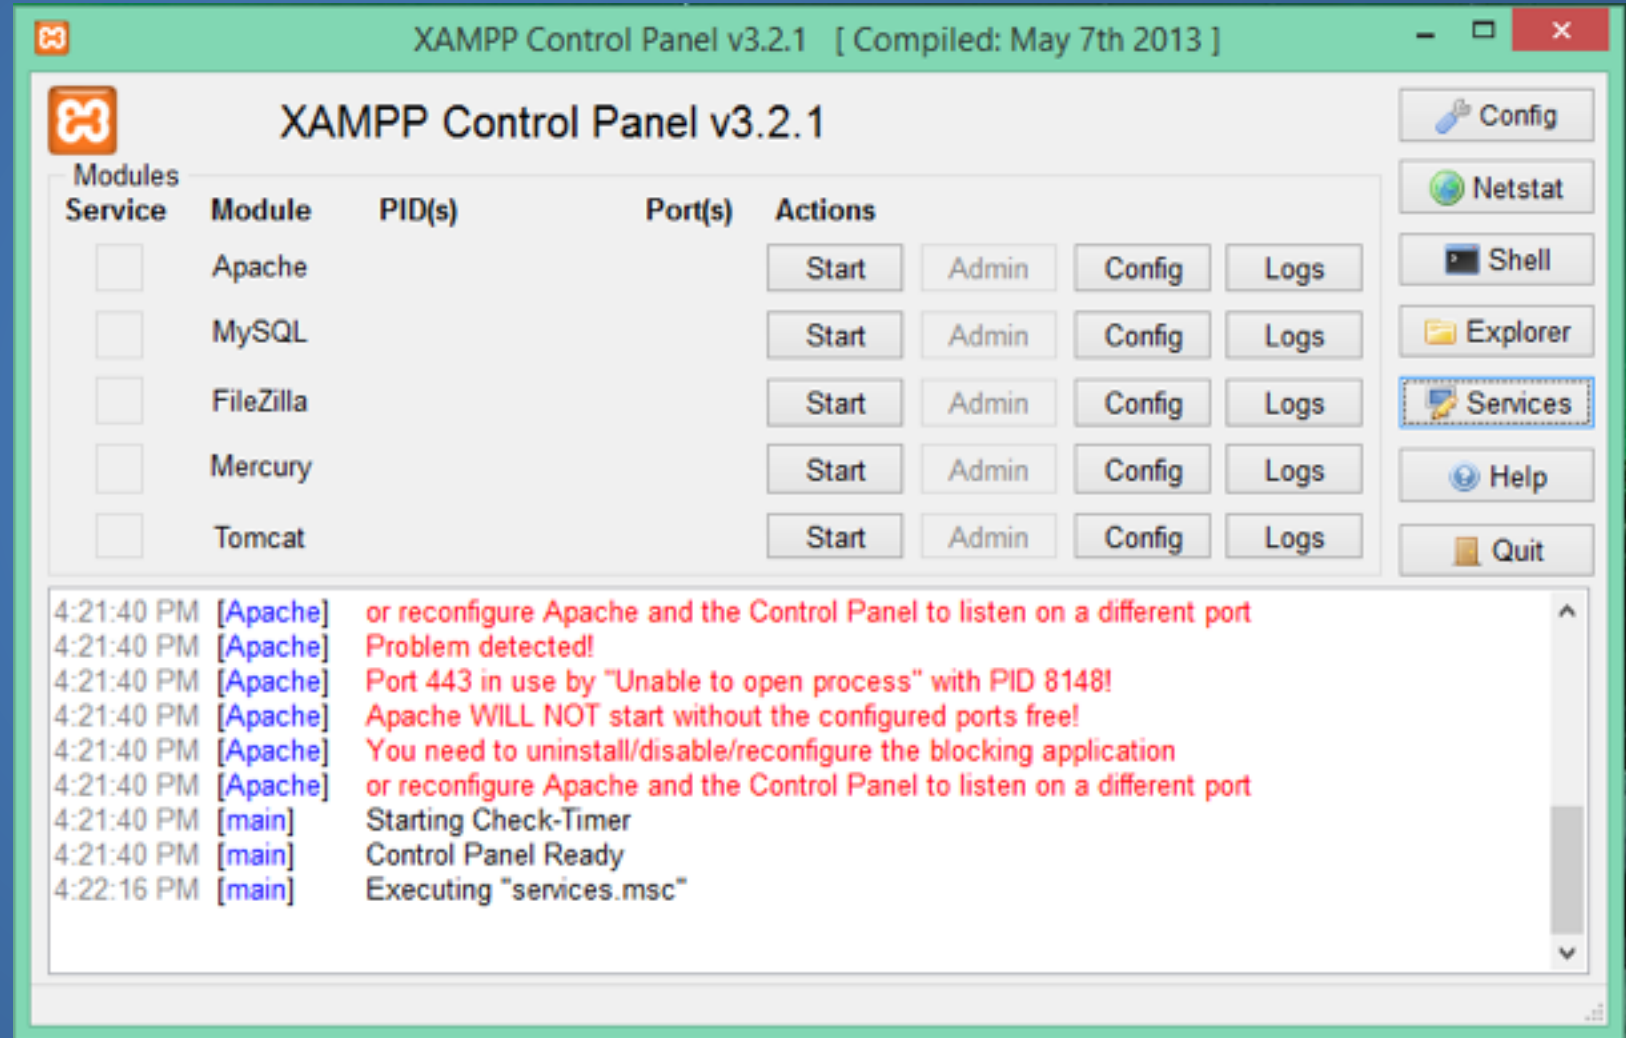 XAMPP Control Panel v3.2.1 [ Compiled: May 7th 2013 ]
XAMPP Control Panel v3.2.1
Config
Modules
Netstat
Service Module PID(s) Port(s) Actions
Apache Start Admin Config Logs
Shell
MySQL Start Admin Config Logs
Explorer
FileZilla Start Admin Config Logs
Services
Mercury Start Admin Config Logs
Help
Tomcat Start Admin Config Logs
Quit
4:21:40 PM [Apache] or reconfigure Apache and the Control Panel to listen on a different port
4:21:40 PM [Apache] Problem detected!
4:21:40 PM [Apache] Port 443 in use by "Unable to open process" with PID 8148!
4:21:40 PM [Apache] Apache WILL NOT start without the configured ports free!
4:21:40 PM [Apache] You need to uninstall/disable/reconfigure the blocking application
4:21:40 PM [Apache] or reconfigure Apache and the Control Panel to listen on a different port
4:21:40 PM [main] Starting Check-Timer
4:21:40 PM [main] Control Panel Ready
4:22:16 PM [main] Executing "services.msc"